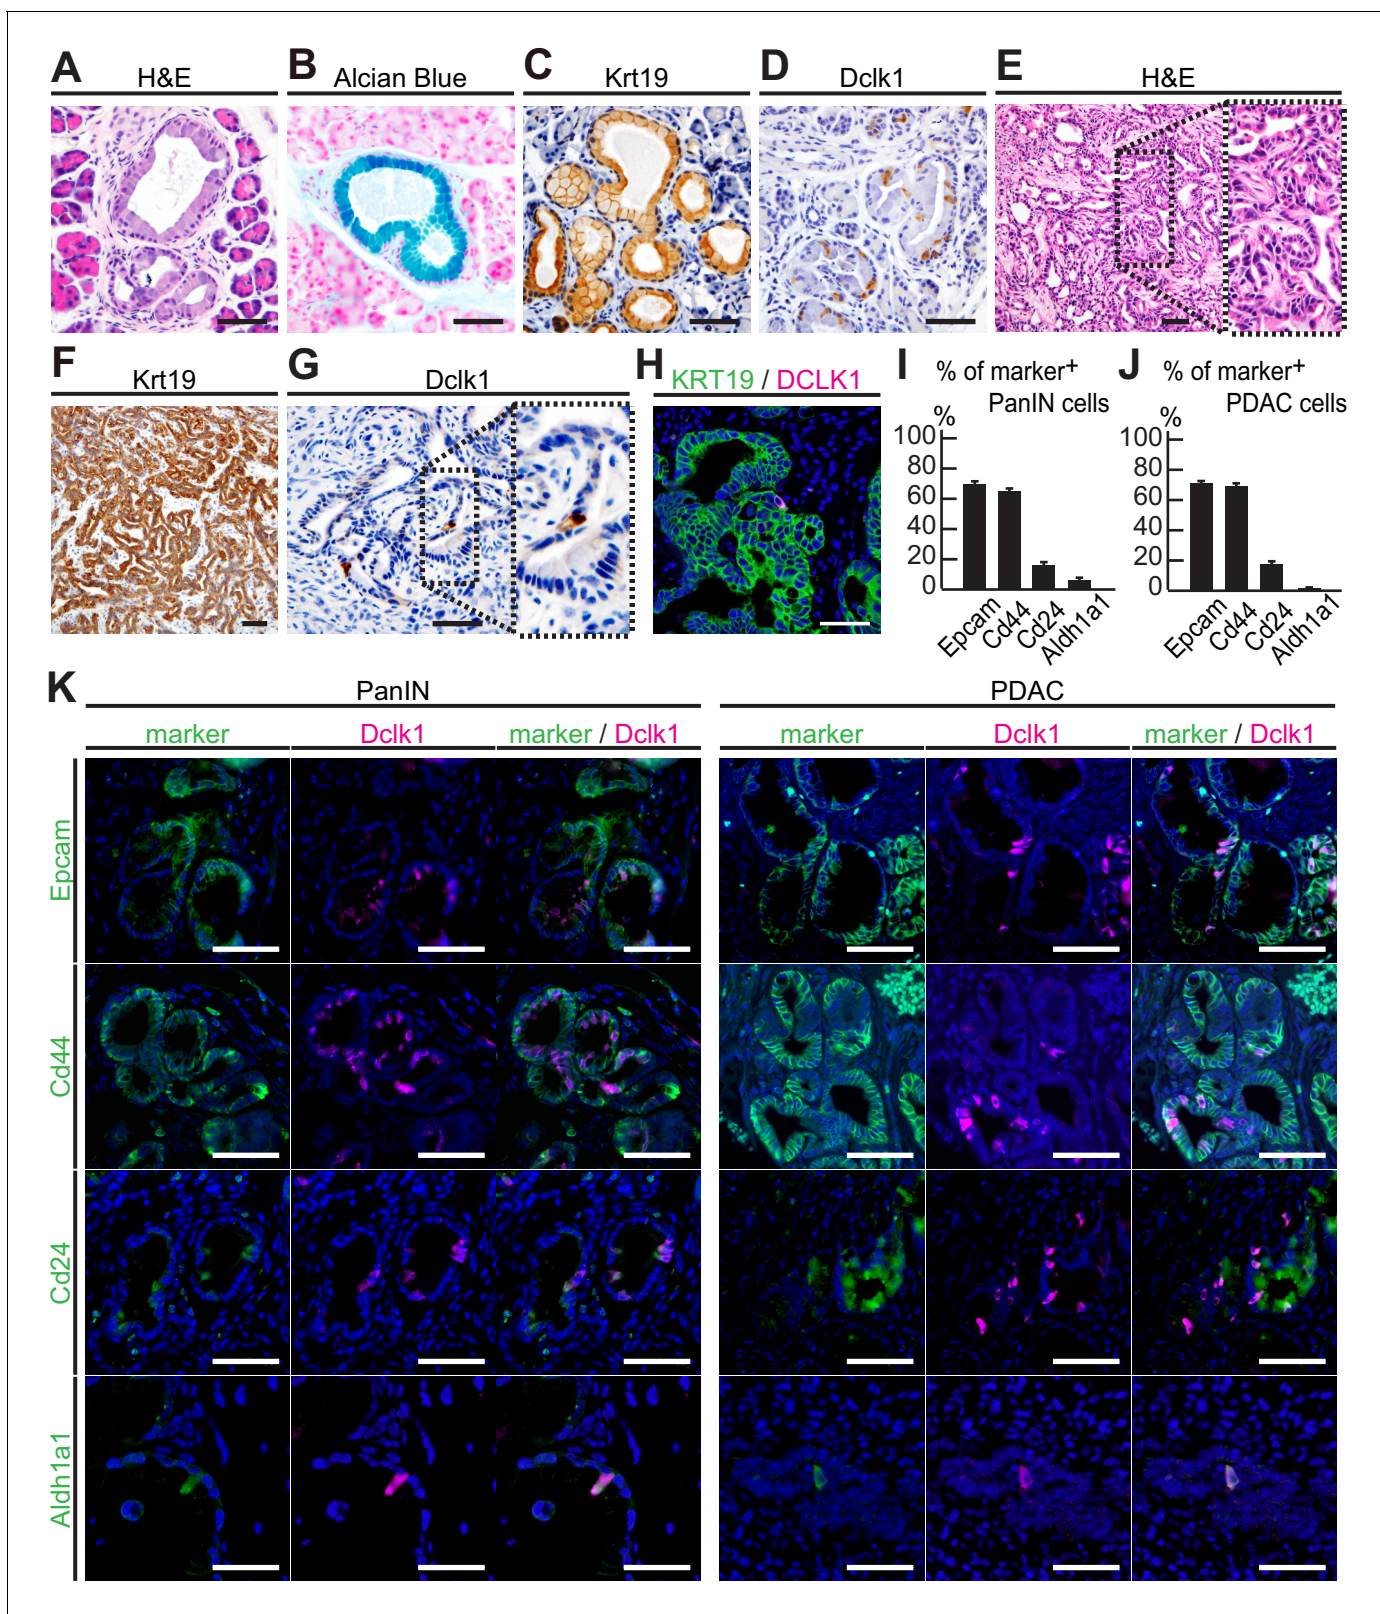 A H&E
B Alcian Blue
C Krt19
D Dclk1
E H&E
F Krt19
G Dclk1
H KRT19 / DCLK1
I % of marker+
PanIN cells
%
100
80
60
40
20
0
Epcam
Cd44
Cd24
Aldh1a1
J % of marker+
PDAC cells
%
100
80
60
40
20
0
Epcam
Cd44
Cd24
Aldh1a1
K PanIN PDAC
marker Dclk1 marker / Dclk1 marker Dclk1 marker / Dclk1
Epcam
Cd44
Cd24
Aldh1a1